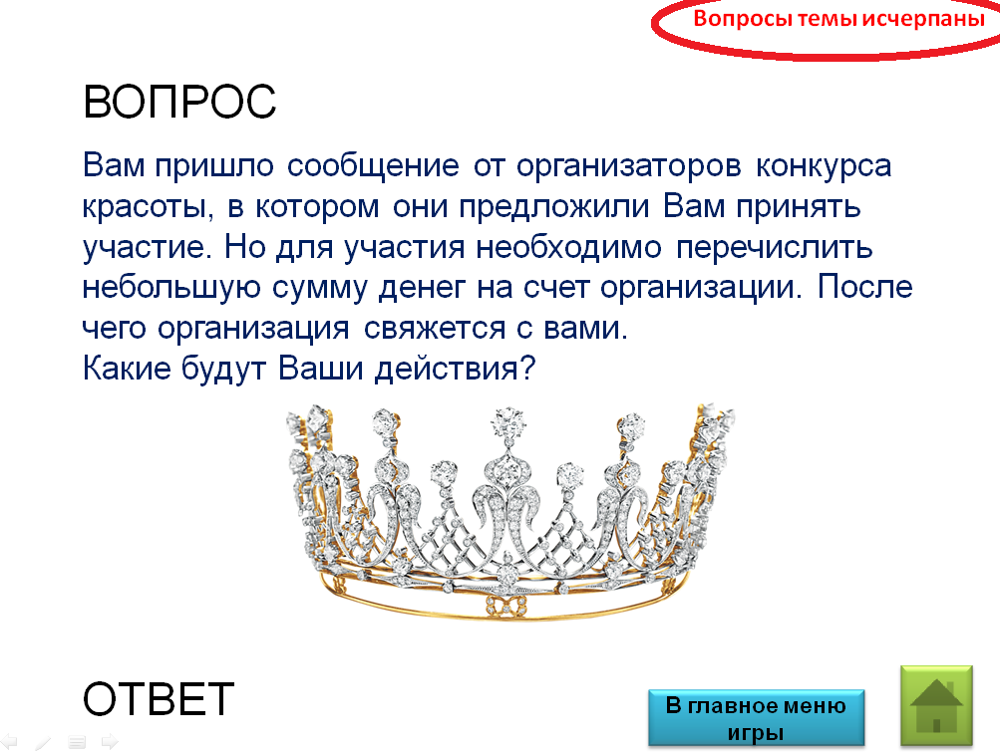 Вопросы темы исчерпаны
ВОПРОС
Вам пришло сообщение от организаторов конкурса
красоты, в котором они предложили Вам принять
участие. Но для участия необходимо перечислить
небольшую сумму денег на счет организации. После
чего организация свяжется с вами.
Какие будут Ваши действия?
ОТВЕТ
В главное меню
игры